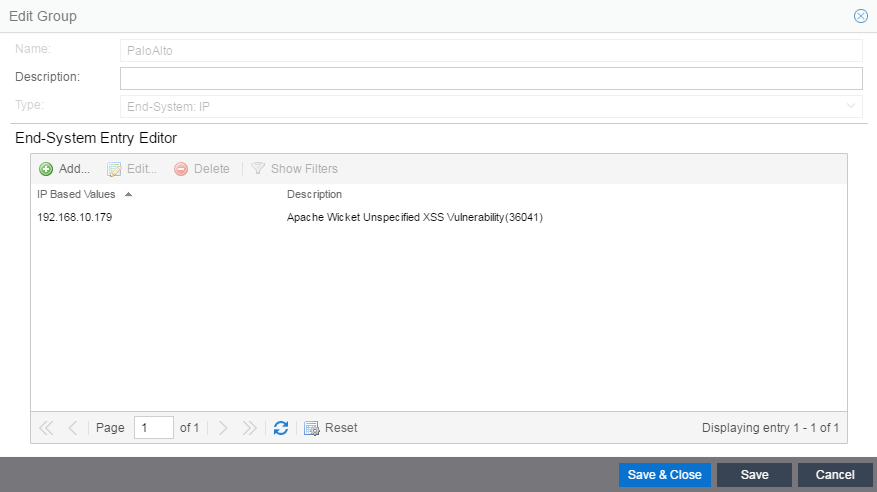 Edit Group
Name: PaloAlto
Description:
Type: End-System: IP
End-System Entry Editor
Add... Edit... Delete Show Filters
IP Based Values Description
192.168.10.179 Apache Wicket Unspecified XSS Vulnerability(36041)
Page 1 of 1 Reset Displaying entry 1 - 1 of 1
Save & Close Save Cancel